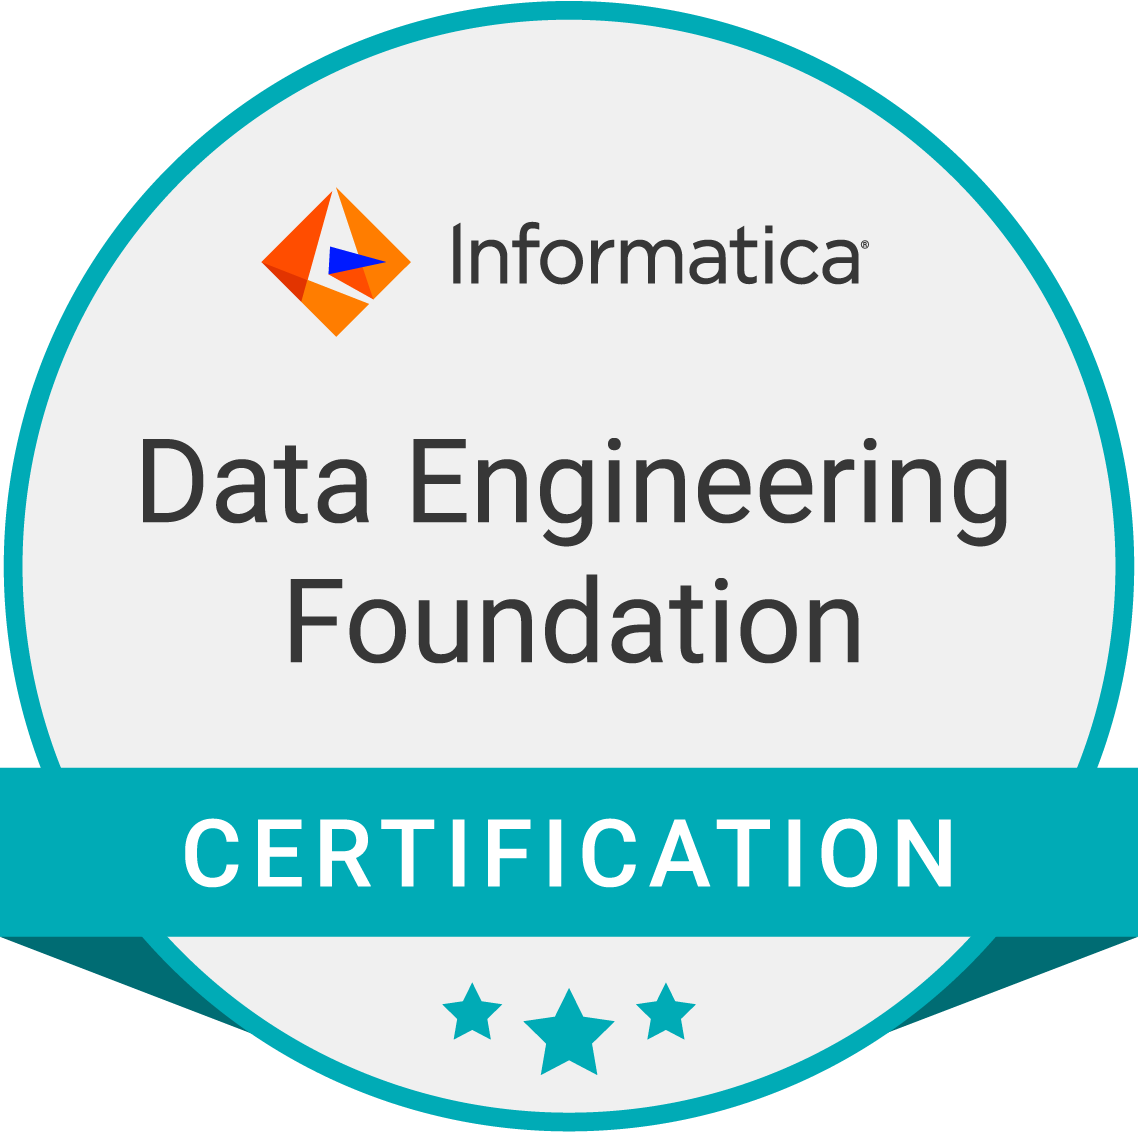 Informatica®
Data Engineering
Foundation
CERTIFICATION